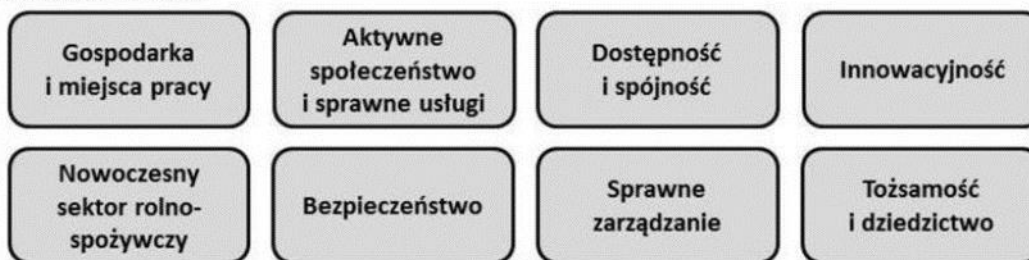 Gospodarka
i miejsca pracy
Aktywne
społeczeństwo
i sprawne usługi
Dostępność
i spójność
Innowacyjność
Nowoczesny
sektor rolno-
spożywczy
Bezpieczeństwo
Sprawne
zarządzanie
Tożsamość
i dziedzictwo